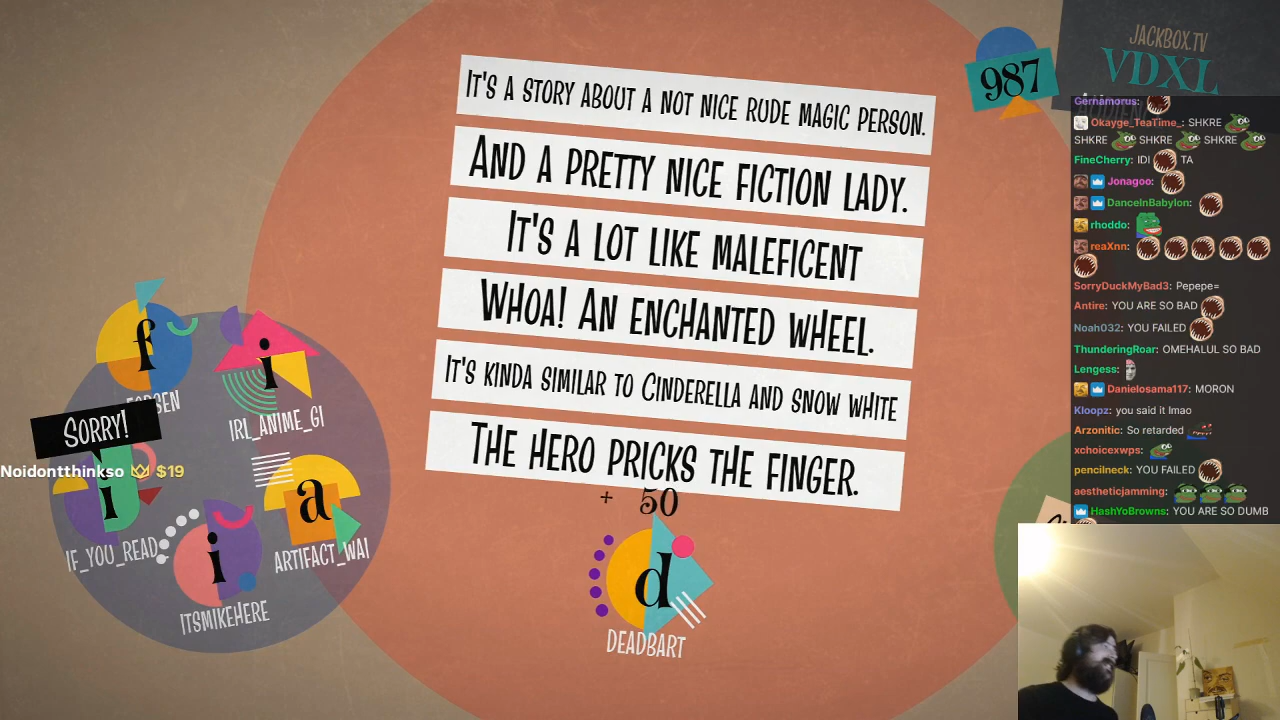 IT'S A STORY ABOUT A NOT NICE RUDE MAGIC PERSON.
AND A PRETTY NICE FICTION LADY.
IT'S A LOT LIKE MALEFICENT
WHOA! AN ENCHANTED WHEEL.
IT'S KINDA SIMILAR TO CINDERELLA AND SNOW WHITE
THE HERO PRICKS THE FINGER.
+ 50
d
DEADBART
f
i
IRL_ANIME_GI
SORRY!
Noidontthinkso $19
i
IF_YOU_READ
a
ARTIFACT_WAI
i
ITSMIKEHERE
987
JACKBOX.TV
VDXL
Gernamorus:
Okayge_TeaTime_: SHKRE
SHKRE SHKRE SHKRE
FineCherry: IDI TA
Jonagoo:
DanceInBabylon:
rhoddo:
reaXnn:
SorryDuckMyBad3: Pepepe=
Antire: YOU ARE SO BAD
Noah032: YOU FAILED
ThunderingRoar: OMEHALUL SO BAD
Lengess:
Danielosama117: MORON
Kloopz: you said it lmao
Arzonitic: So retarded
xchoicexwps:
pencilneck: YOU FAILED
aestheticjamming:
HashYoBrowns: YOU ARE SO DUMB